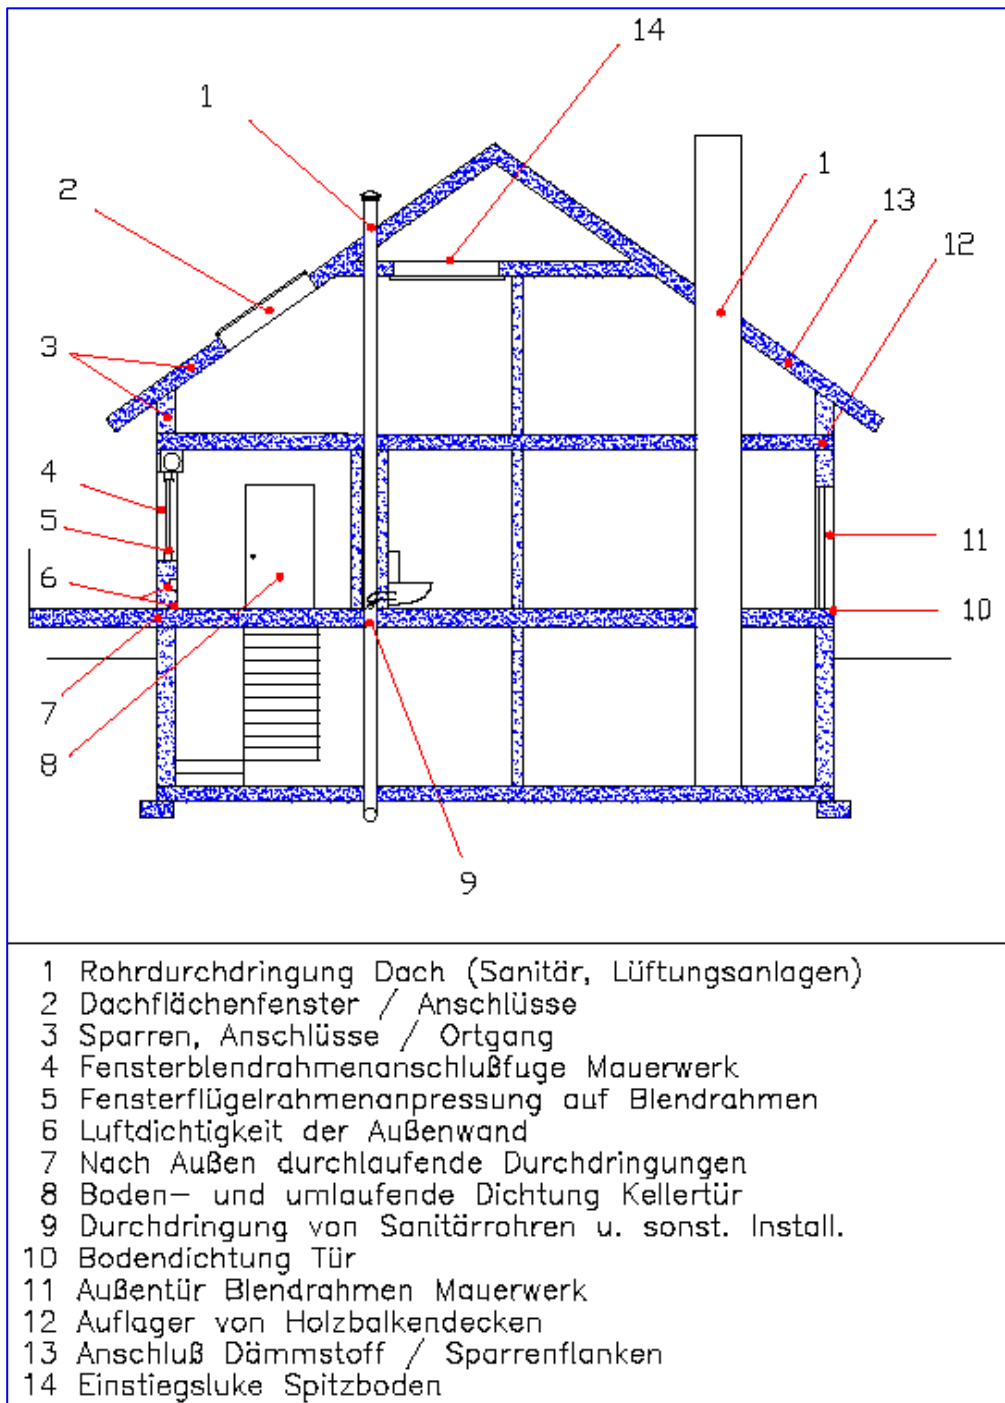 14
1
2
1
13
12
3
4
5
11
6
10
7
8
9
1 Rohrdurchdringung Dach (Sanitär, Lüftungsanlagen)
2 Dachflächenfenster / Anschlüsse
3 Sparren, Anschlüsse / Ortgang
4 Fensterblendrahmenanschlußfuge Mauerwerk
5 Fensterflügelrahmenanpressung auf Blendrahmen
6 Luftdichtigkeit der Außenwand
7 Nach Außen durchlaufende Durchdringungen
8 Boden- und umlaufende Dichtung Kellertür
9 Durchdringung von Sanitärrohren u. sonst. Install.
10 Bodendichtung Tür
11 Außentür Blendrahmen Mauerwerk
12 Auflager von Holzbalkendecken
13 Anschluß Dämmstoff / Sparrenflanken
14 Einstiegsluke Spitzboden